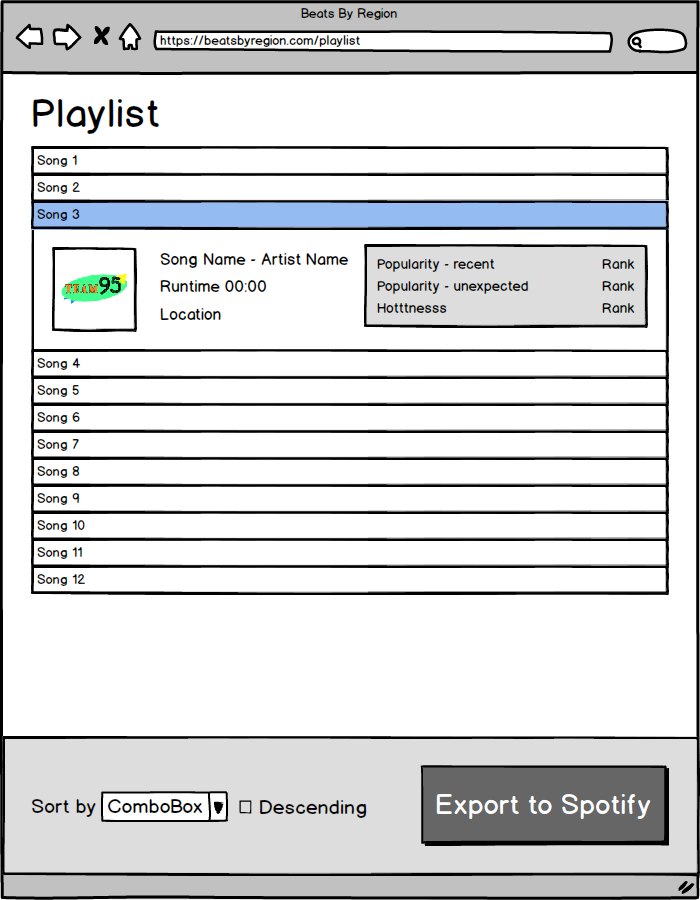 Beats By Region
https://beatsbyregion.com/playlist
Playlist
Song 1
Song 2
Song 3
TEAM 95
Song Name - Artist Name
Runtime 00:00
Location
Popularity - recent Rank
Popularity - unexpected Rank
Hotttnesss Rank
Song 4
Song 5
Song 6
Song 7
Song 8
Song 9
Song 10
Song 11
Song 12
Sort by ComboBox Descending
Export to Spotify